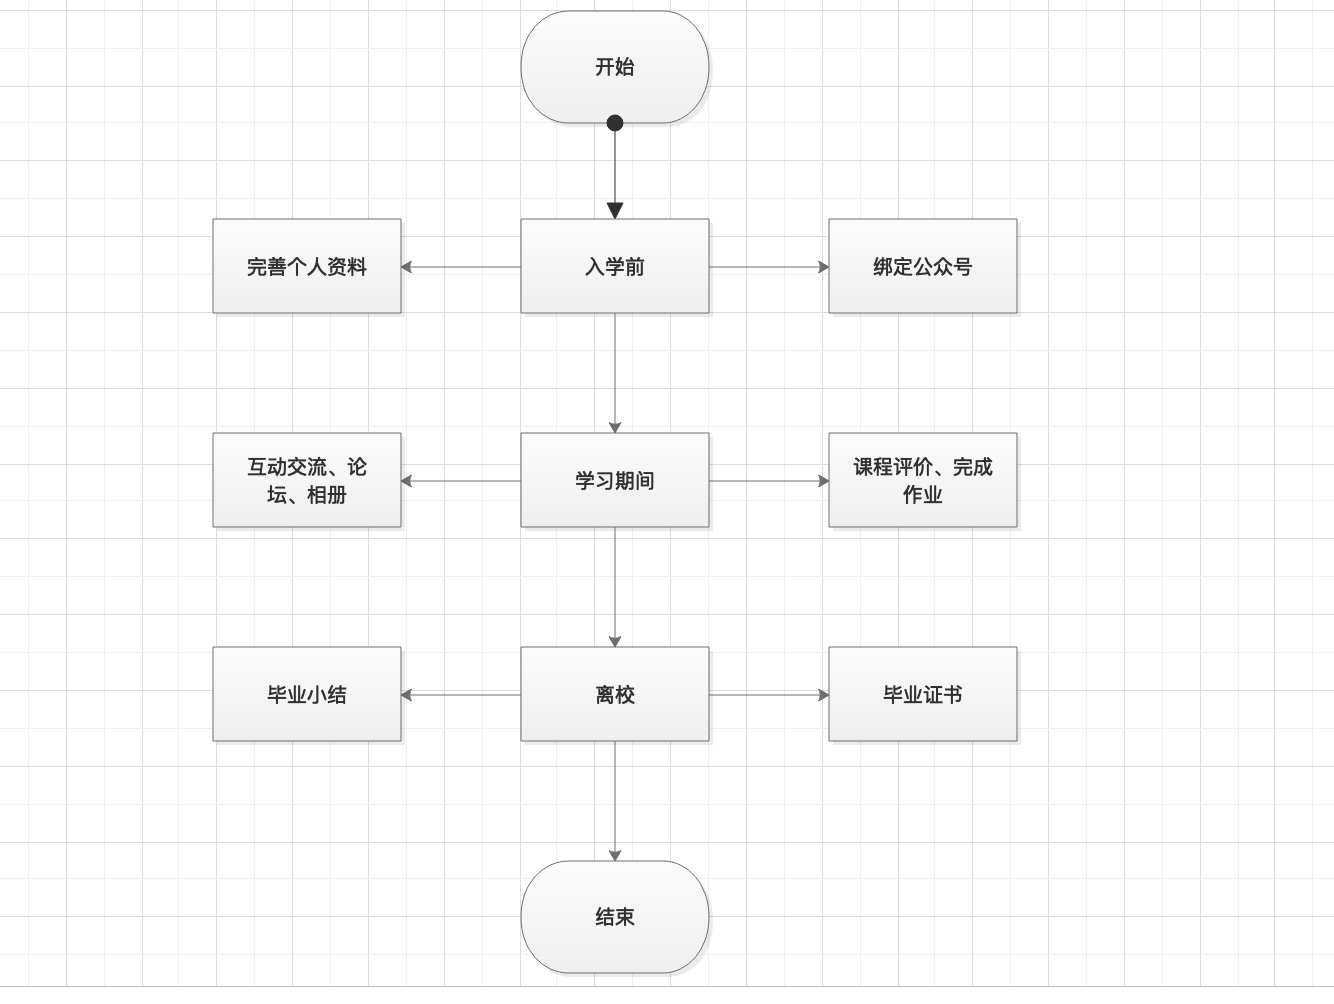 开始
完善个人资料
入学前
绑定公众号
互动交流、论
坛、相册
学习期间
课程评价、完成
作业
毕业小结
离校
毕业证书
结束